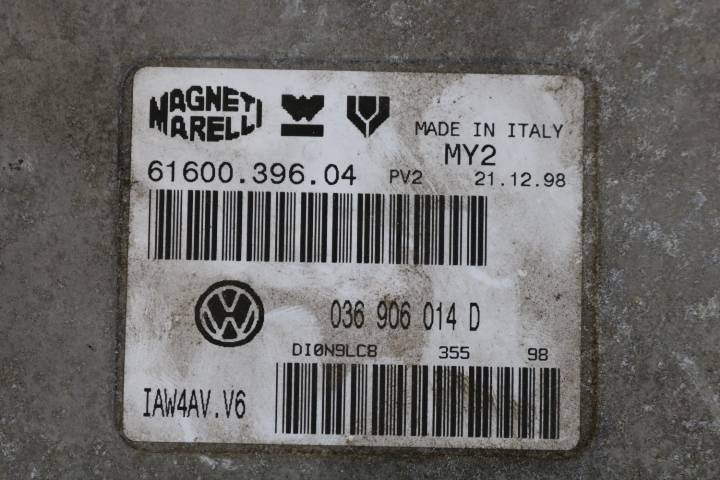 MAGNETI
MARELLI
MADE IN ITALY
MY2
61600.396.04 PV2 21.12.98
036 906 014 D
DI0N9LC8 355 98
IAW4AV.V6